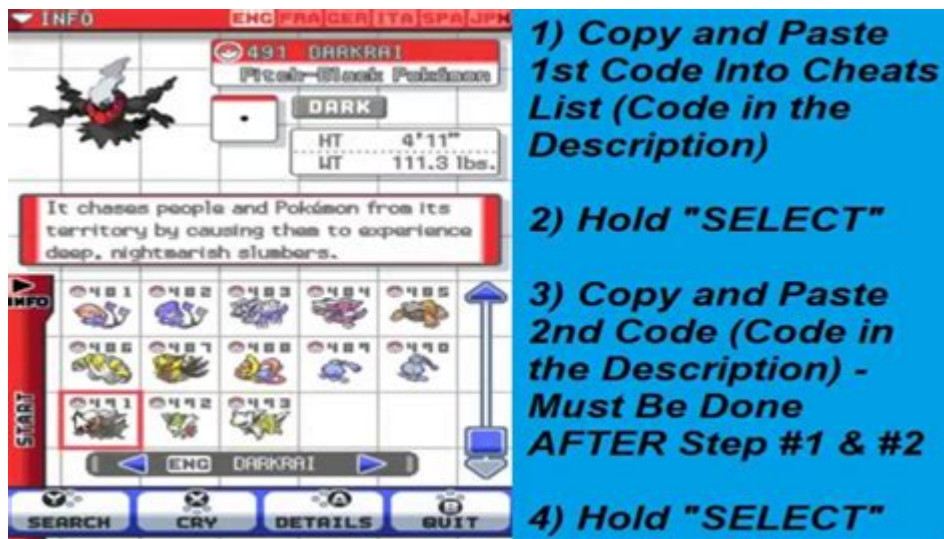 INFO
ENG FRA GER ITA SPA JPN
491 DARKRAI
Pitch-Black Pokémon
DARK
HT 4'11"
WT 111.3 lbs.
It chases people and Pokémon from its
territory by causing them to experience
deep, nightmarish slumbers.
INFO
481 482 483 484 485
486 487 488 489 490
491 492 493
START
ENG DARKRAI
Y X A B
SEARCH CRY DETAILS QUIT
1) Copy and Paste
1st Code Into Cheats
List (Code in the
Description)
2) Hold "SELECT"
3) Copy and Paste
2nd Code (Code in
the Description) -
Must Be Done
AFTER Step #1 & #2
4) Hold "SELECT"